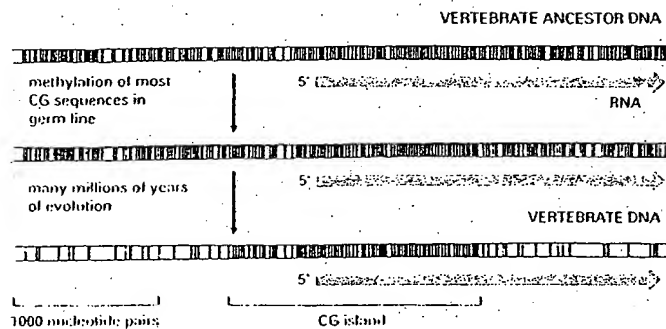 VERTEBRATE ANCESTOR DNA
methylation of most
CG sequences in
germ line
5'
RNA
many millions of years
of evolution
5'
VERTEBRATE DNA
5'
1000 nucleotide pairs
CG island